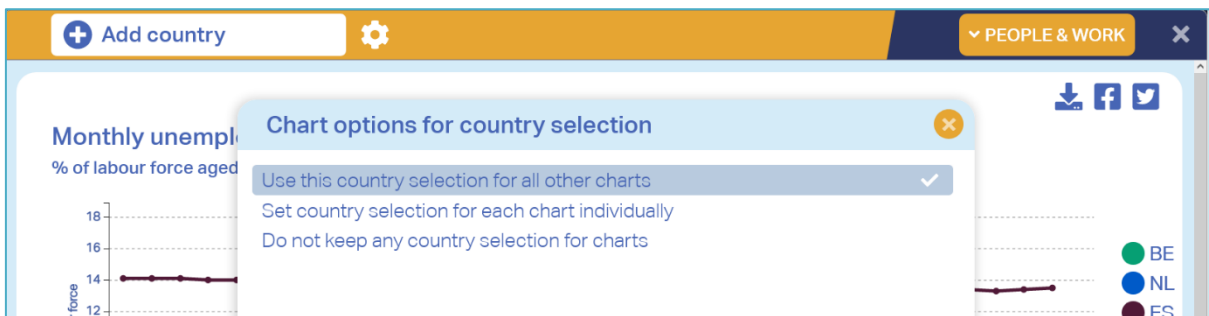 Add country
PEOPLE & WORK
Monthly unempl
Chart options for country selection
% of labour force aged
Use this country selection for all other charts
Set country selection for each chart individually
Do not keep any country selection for charts
18
16
14
12
force
BE
NL
ES